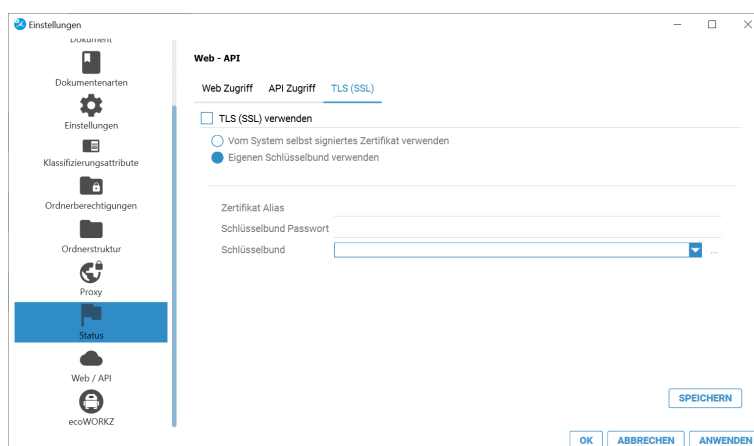 Einstellungen
Dokument
Dokumentenarten
Einstellungen
Klassifizierungsattribute
Ordnerberechtigungen
Ordnerstruktur
Proxy
Status
Web / API
ecoWORKZ
Web - API
Web Zugriff API Zugriff TLS (SSL)
TLS (SSL) verwenden
Vom System selbst signiertes Zertifikat verwenden
Eigenen Schlüsselbund verwenden
Zertifikat Alias
Schlüsselbund Passwort
Schlüsselbund ...
SPEICHERN
OK ABBRECHEN ANWENDEN